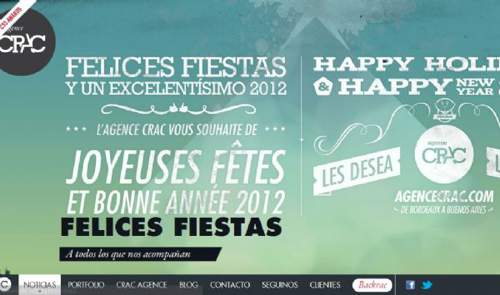 Agence
CRAC
FELICES FIESTAS
Y UN EXCELENTÍSIMO 2012
L'AGENCE CRAC VOUS SOUHAITE DE
JOYEUSES FÊTES
ET BONNE ANNÉE 2012
HAPPY HOLI
& HAPPY NEW
YEAR
LES DESEA
CRAC
AGENCECRAC.COM
DE BORDEAUX A BUENOS AIRES
FELICES FIESTAS
A todos los que nos acompañan
NOTICIAS PORTFOLIO CRAC AGENCE BLOG CONTACTO SEGUINOS CLIENTES Backrac